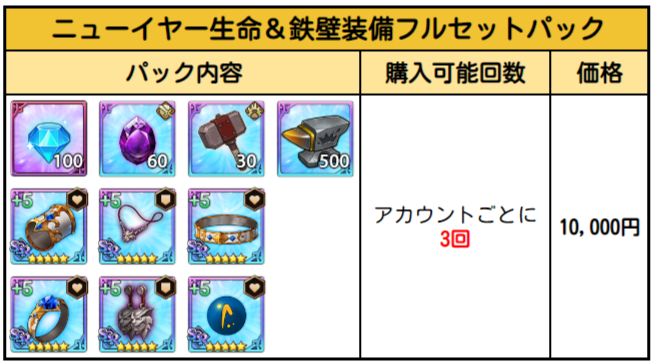 ニューイヤー生命＆鉄壁装備フルセットパック
パック内容
購入可能回数
価格
100
60
30
500
+5
+5
+5
+5
+5
+5
アカウントごとに
3回
10,000円